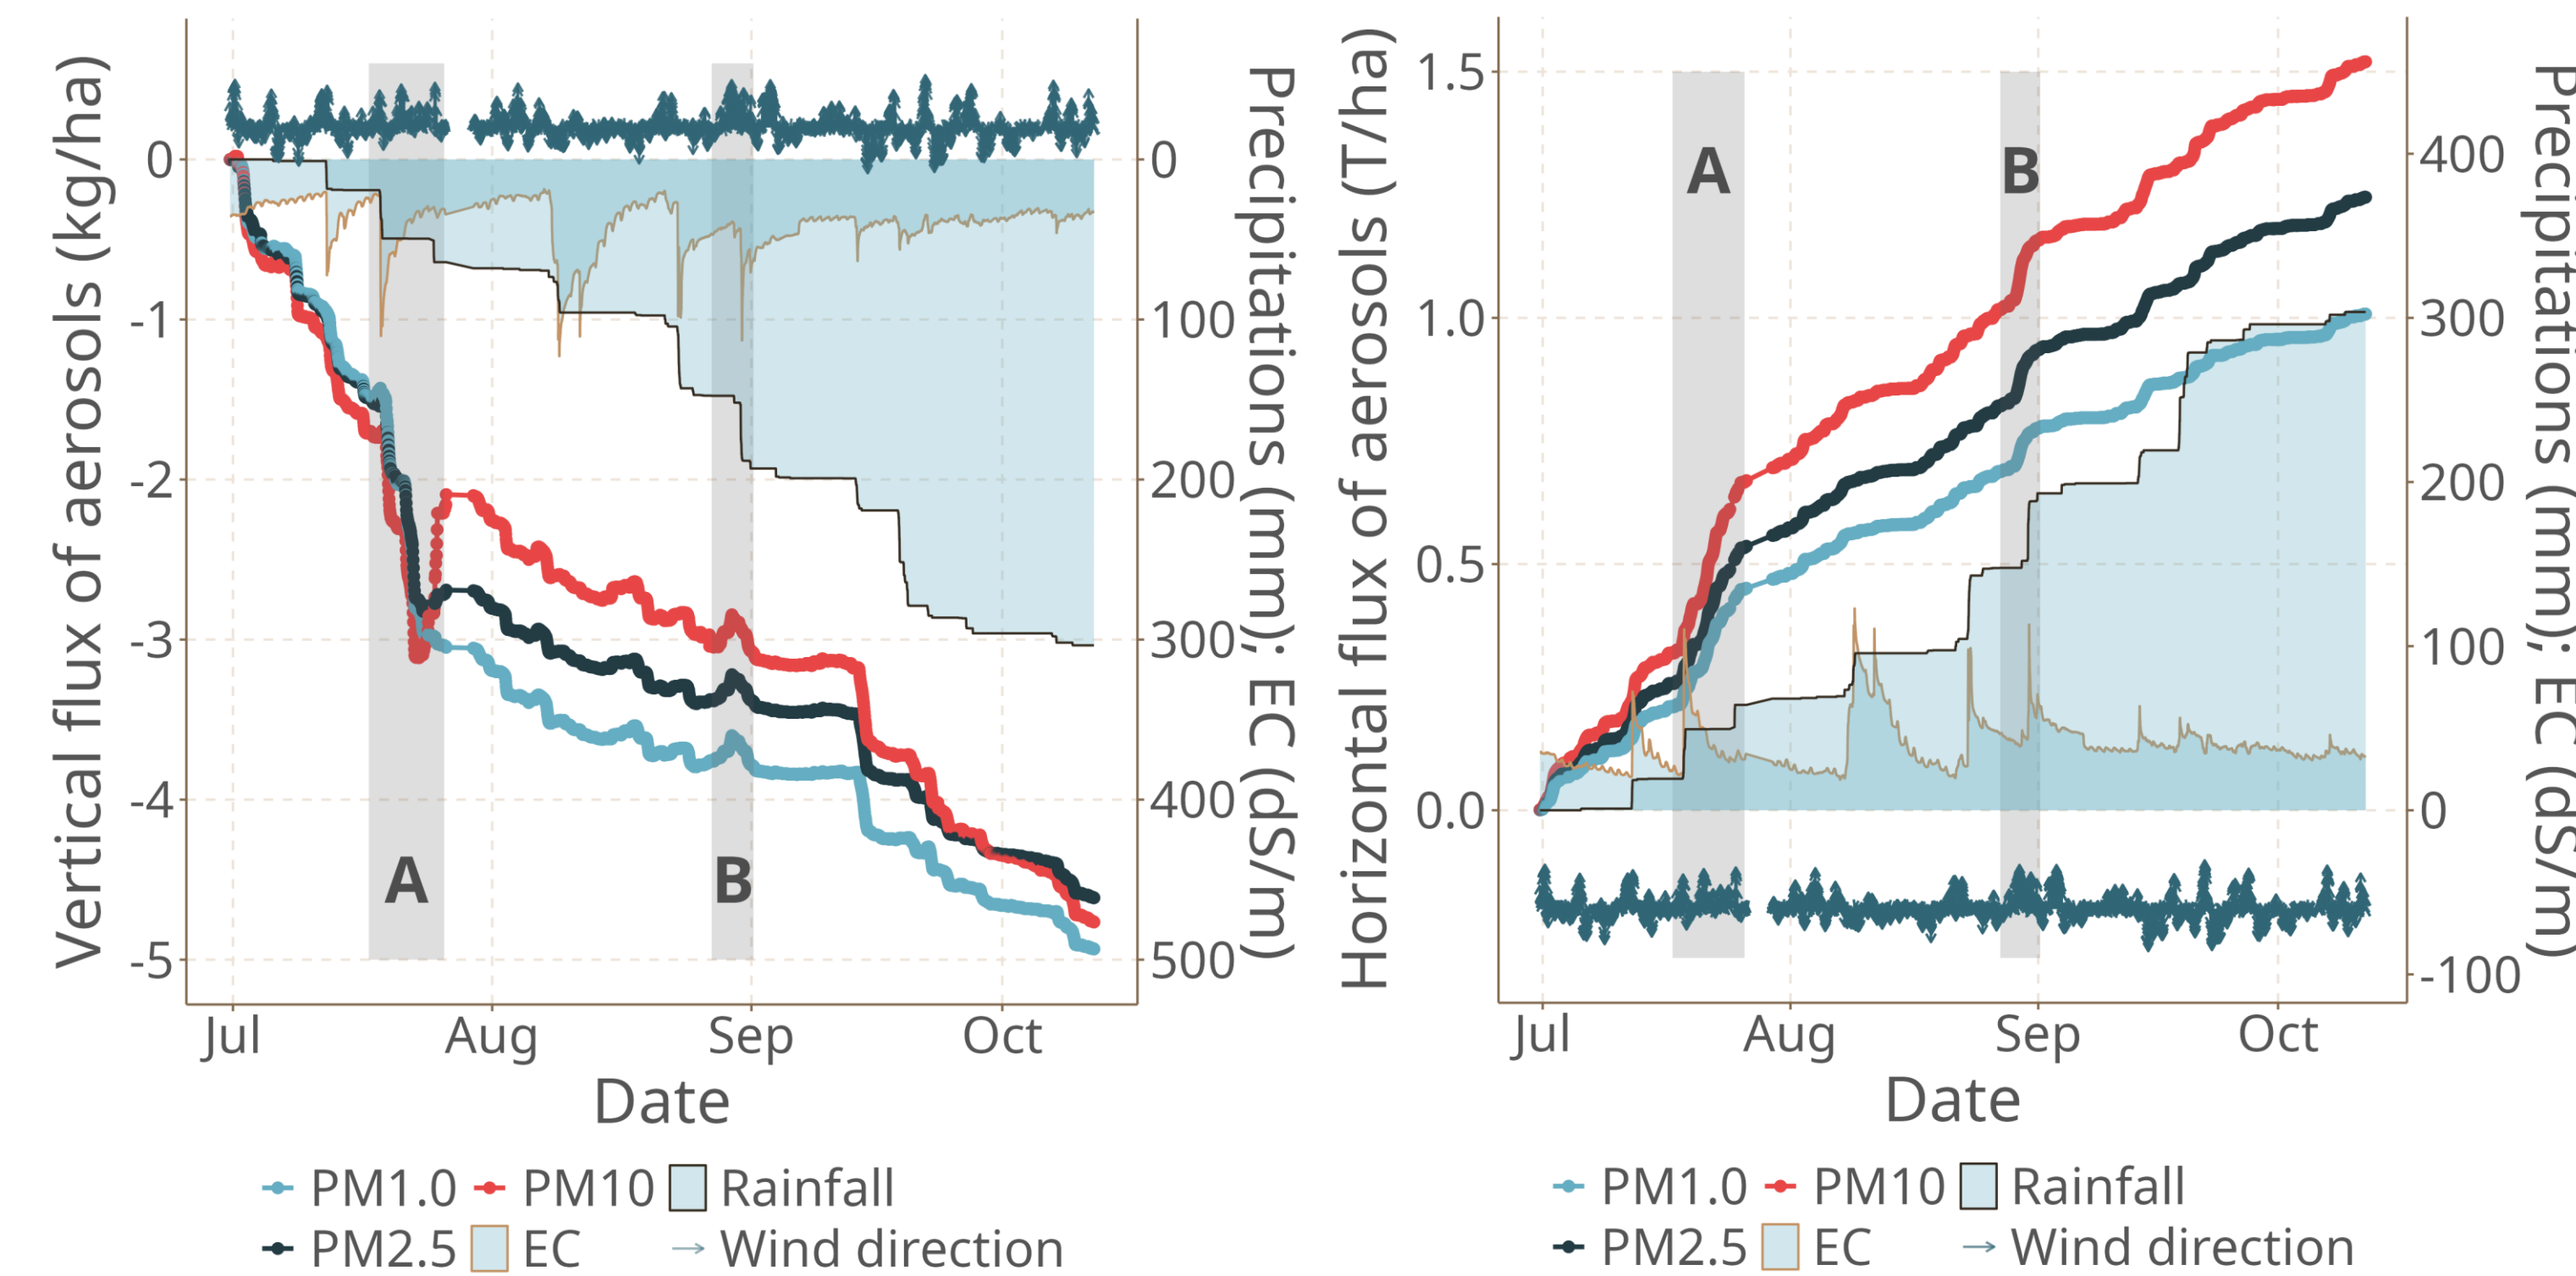 Vertical flux of aerosols (kg/ha)
0
-1
-2
-3
-4
-5
A
B
0
100
200
300
400
500
Precipitations (mm); EC (dS/m)
Jul
Aug
Sep
Oct
Date
PM1.0
PM10
Rainfall
PM2.5
EC
Wind direction
Horizontal flux of aerosols (T/ha)
1.5
1.0
0.5
0.0
A
B
400
300
200
100
0
-100
Precipitations (mm); EC (dS/m)
Jul
Aug
Sep
Oct
Date
PM1.0
PM10
Rainfall
PM2.5
EC
Wind direction